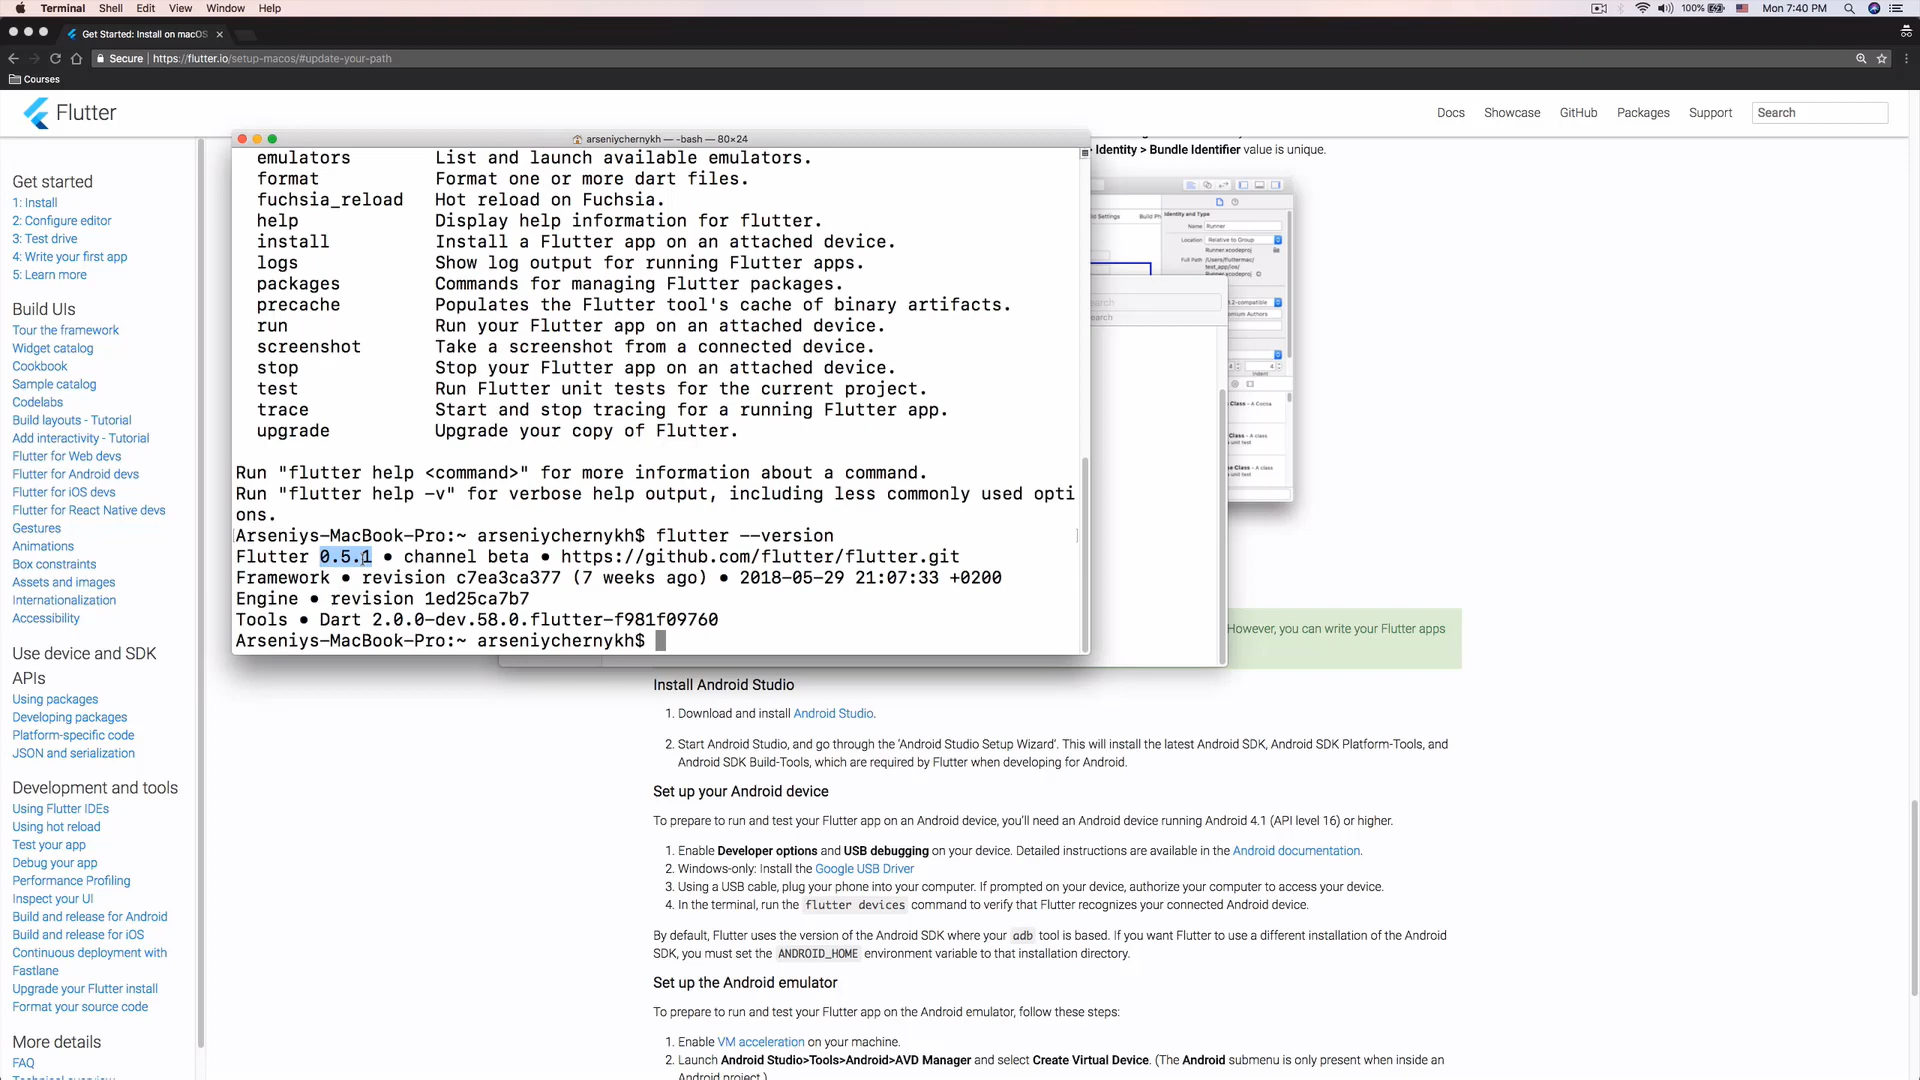 Terminal Shell Edit View Window Help
100% Mon 7:40 PM
Get Started: Install on macOS
Secure https://flutter.io/setup-macos/#update-your-path
Courses
Flutter
Docs Showcase GitHub Packages Support Search
Get started
1: Install
2: Configure editor
3: Test drive
4: Write your first app
5: Learn more
Build UIs
Tour the framework
Widget catalog
Cookbook
Sample catalog
Codelabs
Build layouts - Tutorial
Add interactivity - Tutorial
Flutter for Web devs
Flutter for Android devs
Flutter for iOS devs
Flutter for React Native devs
Gestures
Animations
Box constraints
Assets and images
Internationalization
Accessibility
Use device and SDK
APIs
Using packages
Developing packages
Platform-specific code
JSON and serialization
Development and tools
Using Flutter IDEs
Using hot reload
Test your app
Debug your app
Performance Profiling
Inspect your UI
Build and release for Android
Build and release for iOS
Continuous deployment with
Fastlane
Upgrade your Flutter install
Format your source code
More details
FAQ
arseniychernykh — -bash — 80×24
emulators List and launch available emulators.
format Format one or more dart files.
fuchsia_reload Hot reload on Fuchsia.
help Display help information for flutter.
install Install a Flutter app on an attached device.
logs Show log output for running Flutter apps.
packages Commands for managing Flutter packages.
precache Populates the Flutter tool's cache of binary artifacts.
run Run your Flutter app on an attached device.
screenshot Take a screenshot from a connected device.
stop Stop your Flutter app on an attached device.
test Run Flutter unit tests for the current project.
trace Start and stop tracing for a running Flutter app.
upgrade Upgrade your copy of Flutter.
Run "flutter help <command>" for more information about a command.
Run "flutter help -v" for verbose help output, including less commonly used opti
ons.
Arseniys-MacBook-Pro:~ arseniychernykh$ flutter --version
Flutter 0.5.1 • channel beta • https://github.com/flutter/flutter.git
Framework • revision c7ea3ca377 (7 weeks ago) • 2018-05-29 21:07:33 +0200
Engine • revision 1ed25ca7b7
Tools • Dart 2.0.0-dev.58.0.flutter-f981f09760
Arseniys-MacBook-Pro:~ arseniychernykh$
Identity > Bundle Identifier value is unique.
Identity and Type
Name Runner
Location Relative to Group
Runner.xcodeproj
Full Path /Users/fluttermac/
test_app/ios/
Runner.xcodeproj
However, you can write your Flutter apps
Install Android Studio
1. Download and install Android Studio.
2. Start Android Studio, and go through the 'Android Studio Setup Wizard'. This will install the latest Android SDK, Android SDK Platform-Tools, and
Android SDK Build-Tools, which are required by Flutter when developing for Android.
Set up your Android device
To prepare to run and test your Flutter app on an Android device, you'll need an Android device running Android 4.1 (API level 16) or higher.
1. Enable Developer options and USB debugging on your device. Detailed instructions are available in the Android documentation.
2. Windows-only: Install the Google USB Driver
3. Using a USB cable, plug your phone into your computer. If prompted on your device, authorize your computer to access your device.
4. In the terminal, run the flutter devices command to verify that Flutter recognizes your connected Android device.
By default, Flutter uses the version of the Android SDK where your adb tool is based. If you want Flutter to use a different installation of the Android
SDK, you must set the ANDROID_HOME environment variable to that installation directory.
Set up the Android emulator
To prepare to run and test your Flutter app on the Android emulator, follow these steps:
1. Enable VM acceleration on your machine.
2. Launch Android Studio>Tools>Android>AVD Manager and select Create Virtual Device. (The Android submenu is only present when inside an
Android project.)